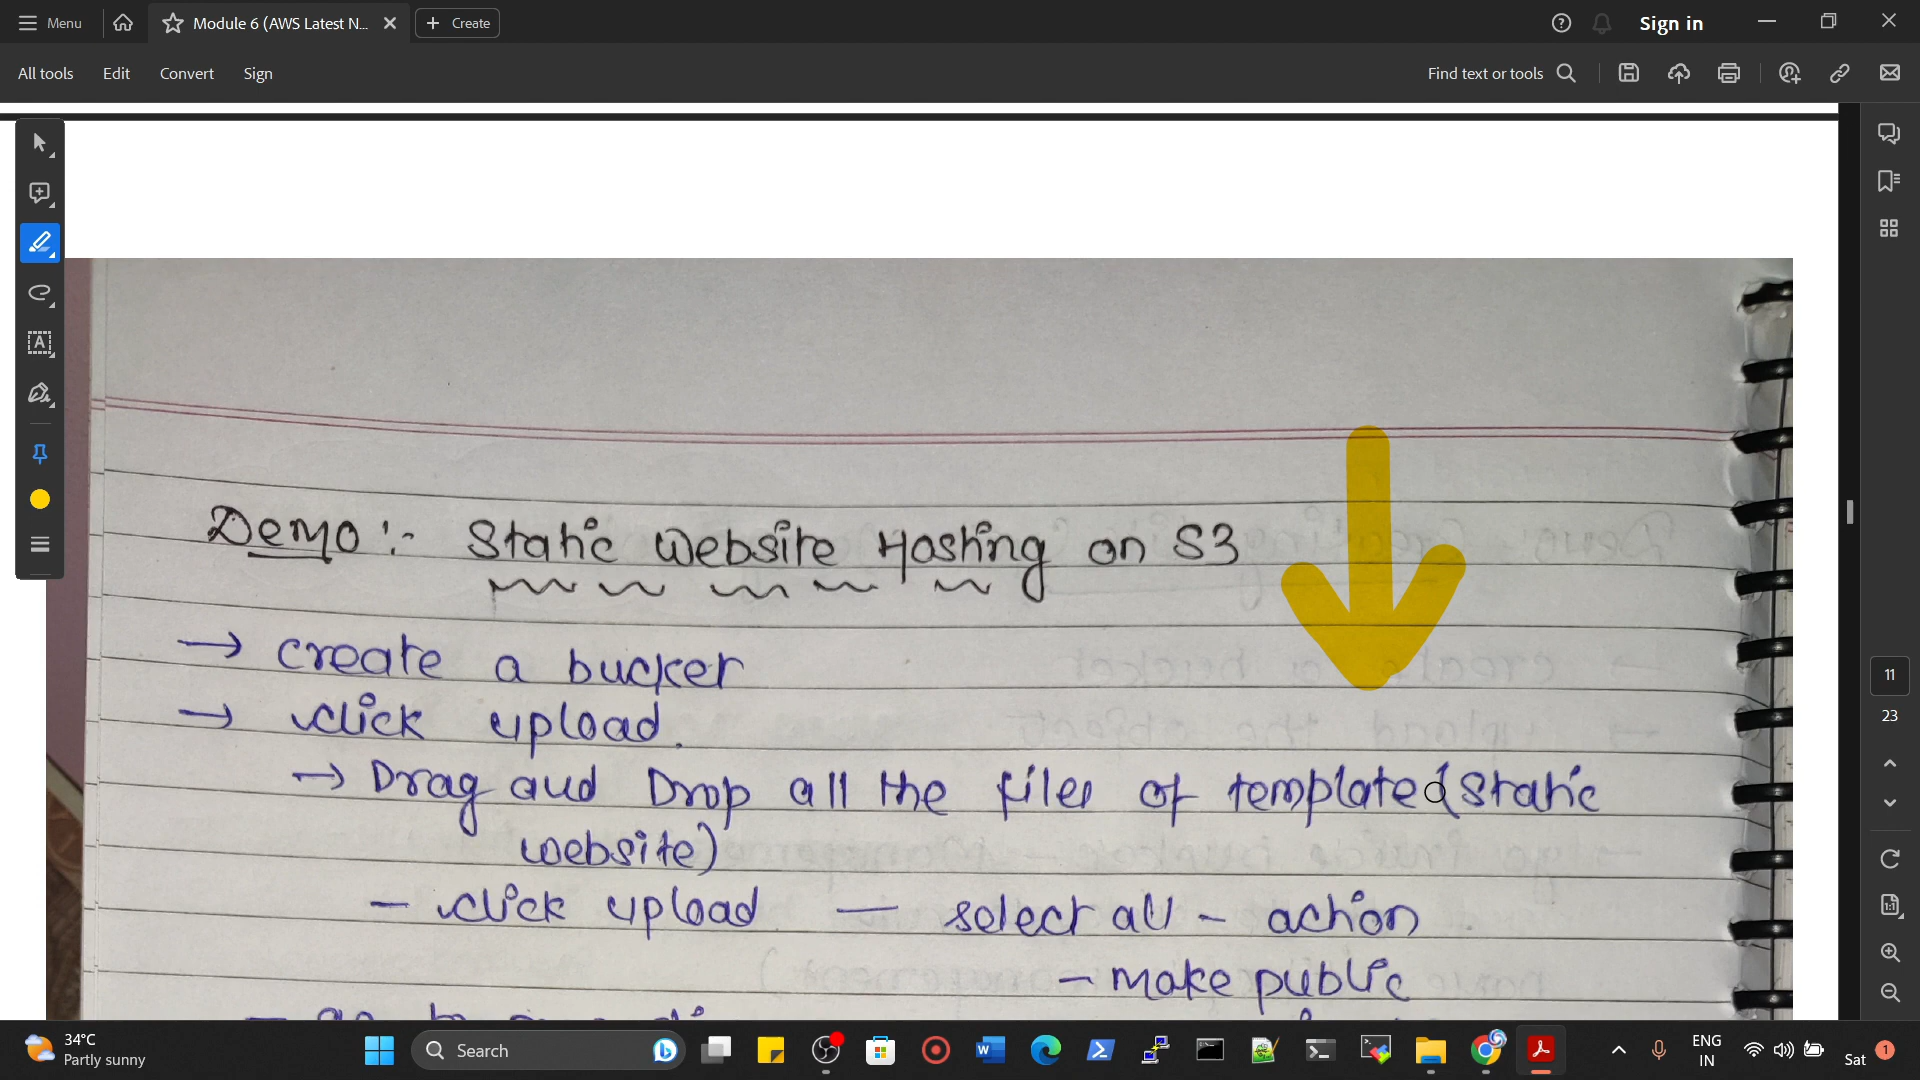 Menu
Module 6 (AWS Latest N...
Create
Sign in
All tools Edit Convert Sign
Find text or tools
Demo :- Static Website Hosting on S3
→ create a bucker
→ click upload.
→ Drag and Drop all the files of template (Static
website)
- click upload — select all - action
- make public
11
23
34°C
Partly sunny
Search
ENG
IN
Sat
1